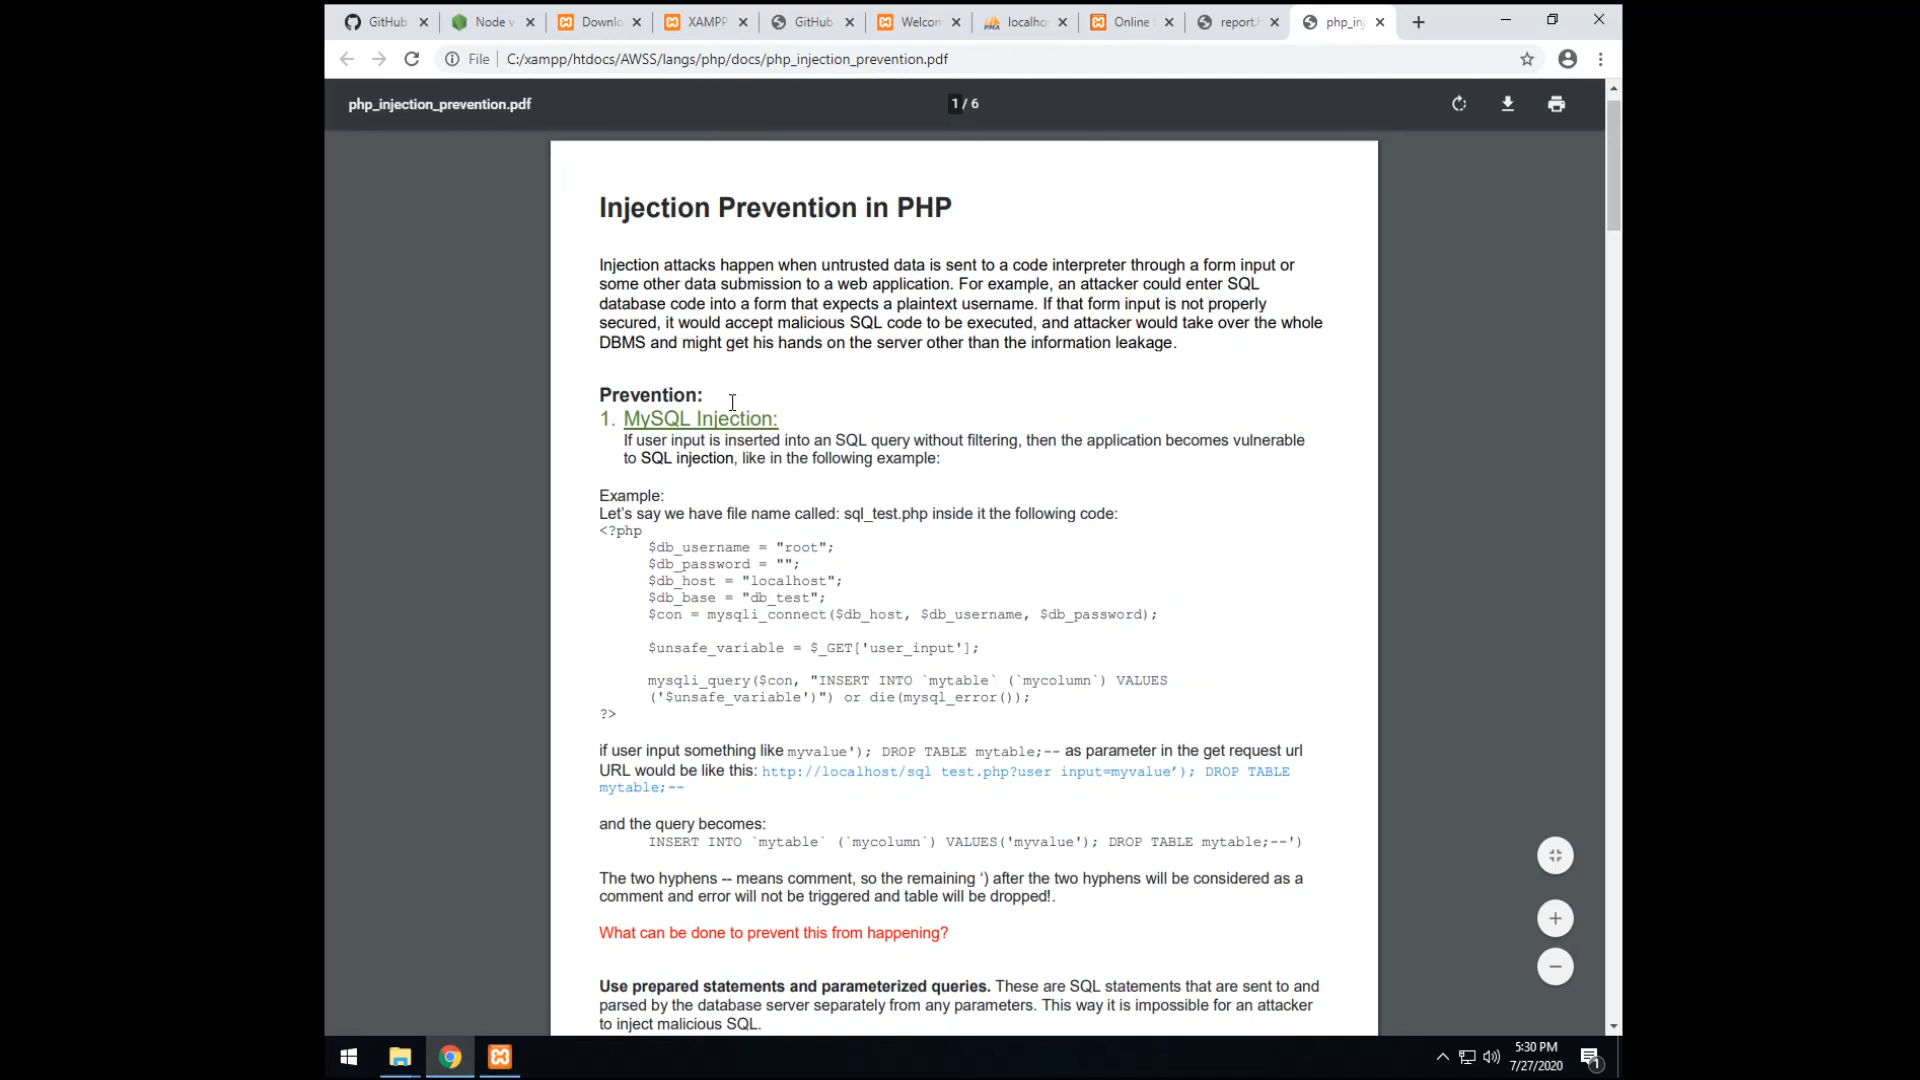 GitHub
Node v
Downlo
XAMPP
GitHub
Welcom
localho
Online
report.
php_inj
File
C:/xampp/htdocs/AWSS/langs/php/docs/php_injection_prevention.pdf
php_injection_prevention.pdf
1 / 6
Injection Prevention in PHP
Injection attacks happen when untrusted data is sent to a code interpreter through a form input or
some other data submission to a web application. For example, an attacker could enter SQL
database code into a form that expects a plaintext username. If that form input is not properly
secured, it would accept malicious SQL code to be executed, and attacker would take over the whole
DBMS and might get his hands on the server other than the information leakage.
Prevention:
1. MySQL Injection:
If user input is inserted into an SQL query without filtering, then the application becomes vulnerable
to SQL injection, like in the following example:
Example:
Let's say we have file name called: sql_test.php inside it the following code:
<?php
$db_username = "root";
$db_password = "";
$db_host = "localhost";
$db_base = "db_test";
$con = mysqli_connect($db_host, $db_username, $db_password);
$unsafe_variable = $_GET['user_input'];
mysqli_query($con, "INSERT INTO `mytable` (`mycolumn`) VALUES
('$unsafe_variable')") or die(mysql_error());
?>
if user input something like myvalue'); DROP TABLE mytable;-- as parameter in the get request url
URL would be like this: http://localhost/sql test.php?user input=myvalue’); DROP TABLE
mytable;--
and the query becomes:
INSERT INTO `mytable` (`mycolumn`) VALUES('myvalue'); DROP TABLE mytable;--')
The two hyphens -- means comment, so the remaining ‘) after the two hyphens will be considered as a
comment and error will not be triggered and table will be dropped!.
What can be done to prevent this from happening?
Use prepared statements and parameterized queries. These are SQL statements that are sent to and
parsed by the database server separately from any parameters. This way it is impossible for an attacker
to inject malicious SQL.
5:30 PM
7/27/2020
1